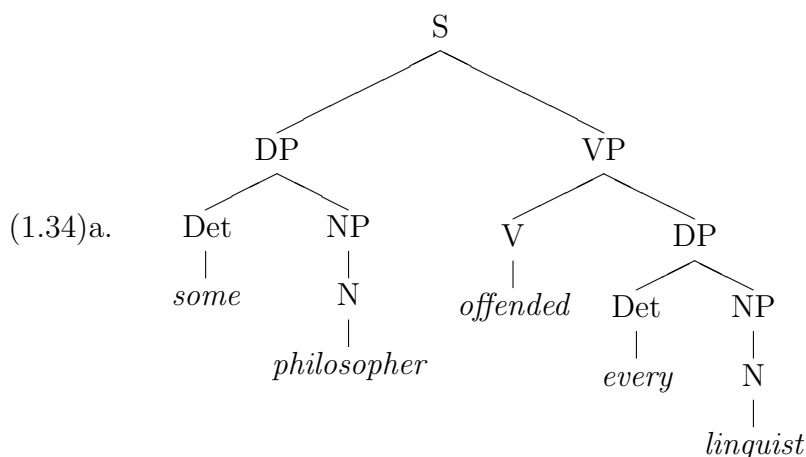 S
DP VP
(1.34)a. Det NP V DP
some N offended Det NP
philosopher every N
linguist